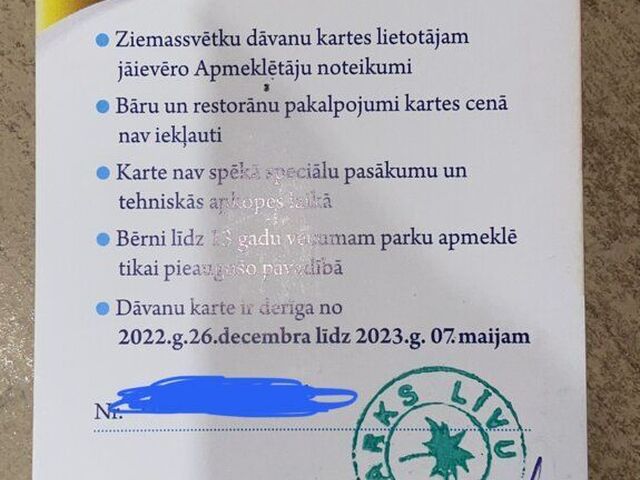 Ziemassvētku dāvanu kartes lietotājam
jāievēro Apmeklētāju noteikumi
Bāru un restorānu pakalpojumi kartes cenā
nav iekļauti
Karte nav spēkā speciālu pasākumu un
tehniskās apkopes laikā
Bērni līdz 13 gadu vecumam parku apmeklē
tikai pieaugušo pavadībā
Dāvanu karte ir derīga no
2022.g.26.decembra līdz 2023.g. 07.maijam
Nr.
ARKS LĪVU